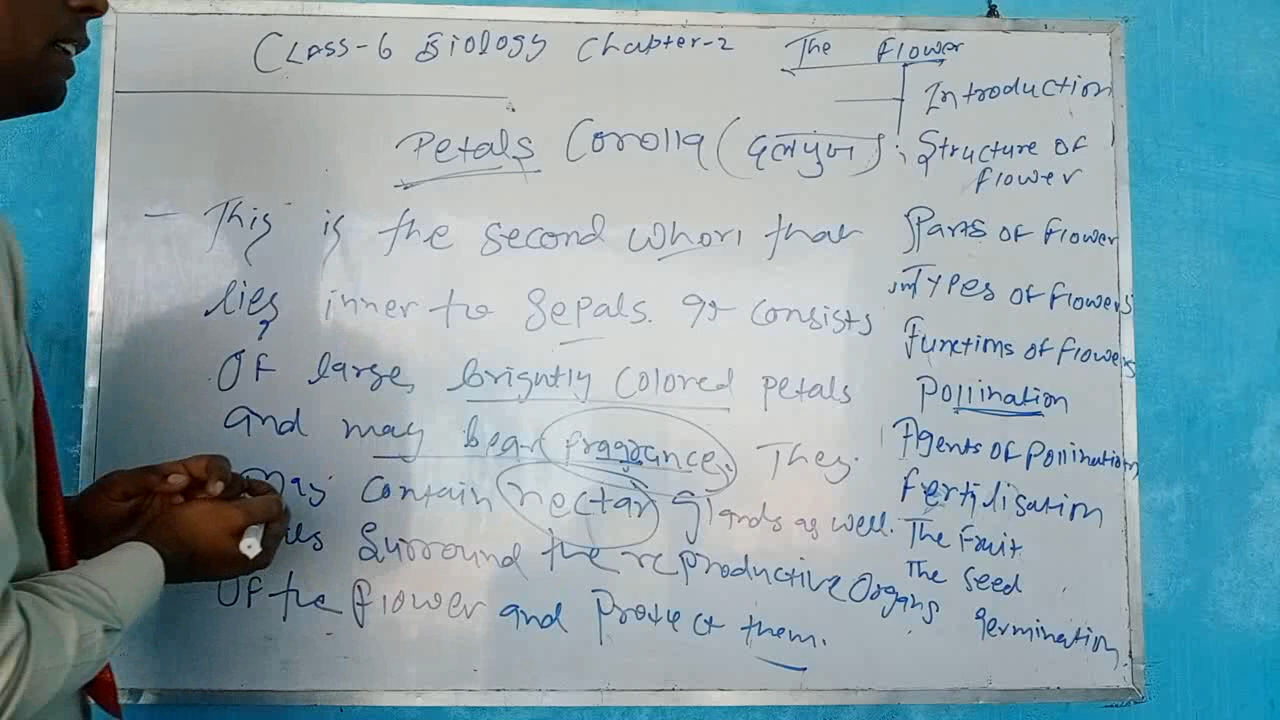 Class-6 Biology Chapter-2 The Flower
Introduction
Petals Corolla (दलपुंज) :
Structure of
flower
- This is the second whorl that
lies inner to sepals. It consists
of large, brightly colored petals
and may bear fragrance. They
may contain nectar glands as well.
surround the reproductive organs
of the flower and protect them.
Parts of flower
Types of flowers
Functions of flowers
Pollination
Agents of pollination
Fertilisation
The Fruit
The seed
germination